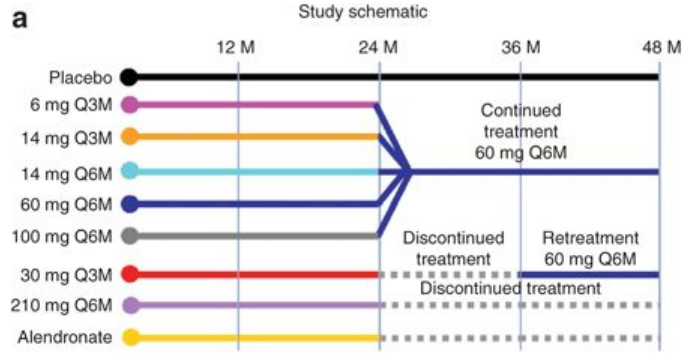 Study schematic
a
12 M 24 M 36 M 48 M
Placebo
6 mg Q3M
14 mg Q3M
14 mg Q6M
60 mg Q6M
100 mg Q6M
30 mg Q3M
210 mg Q6M
Alendronate
Continued
treatment
60 mg Q6M
Discontinued
treatment
Retreatment
60 mg Q6M
Discontinued treatment